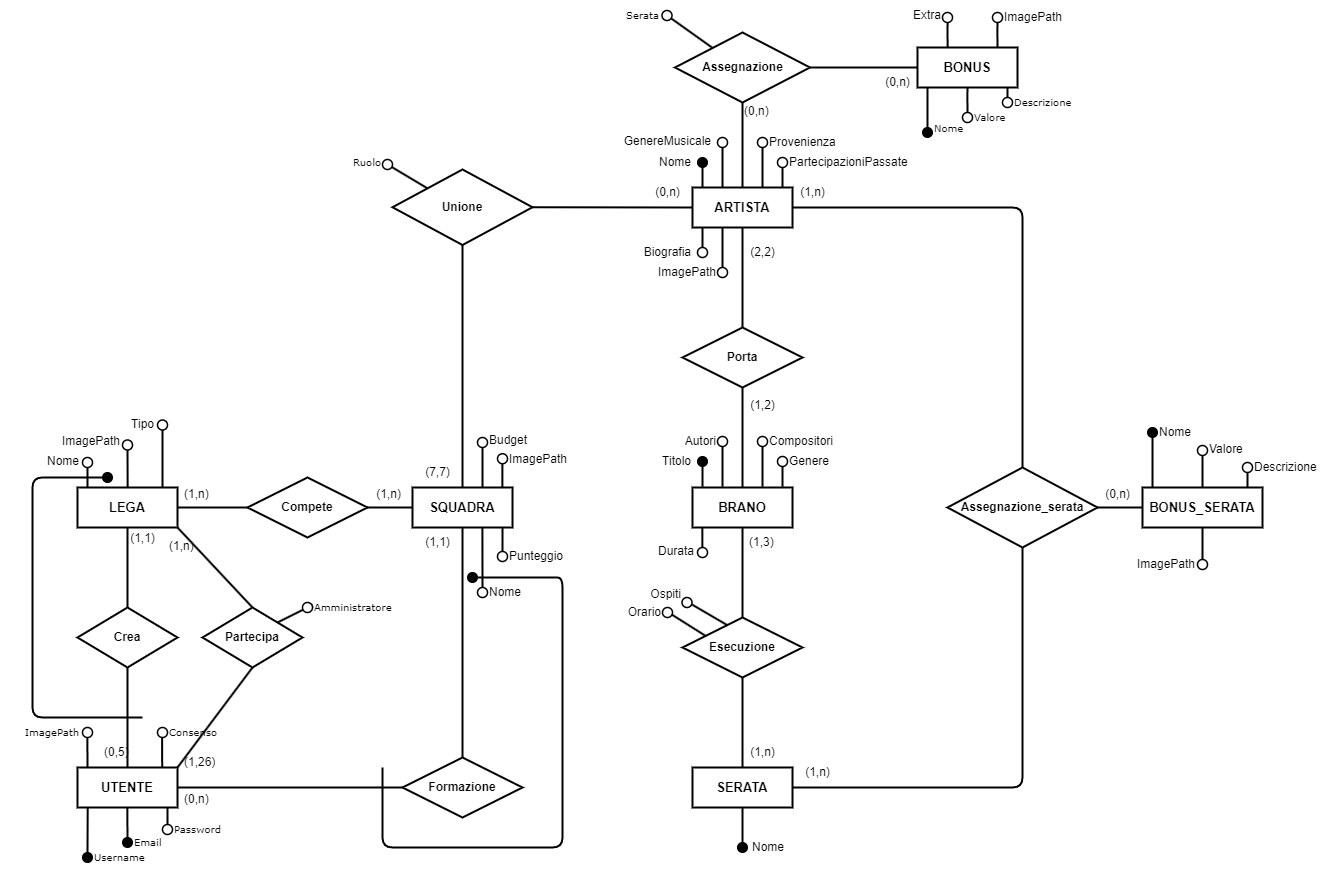 Serata
Extra
ImagePath
Assegnazione
BONUS
(0,n)
(0,n)
Descrizione
Valore
Nome
GenereMusicale
Provenienza
Nome
PartecipazioniPassate
Ruolo
(0,n)
(1,n)
Unione
ARTISTA
Biografia
(2,2)
ImagePath
Porta
(1,2)
Tipo
ImagePath
Nome
Budget
ImagePath
Autori
Compositori
Titolo
Genere
Nome
Valore
Descrizione
(7,7)
(1,n)
(1,n)
(0,n)
LEGA
Compete
SQUADRA
BRANO
Assegnazione_serata
BONUS_SERATA
(1,1)
(1,n)
(1,1)
(1,3)
Punteggio
Durata
ImagePath
Nome
Ospiti
Orario
Amministratore
Crea
Partecipa
Esecuzione
ImagePath
Consenso
(0,5)
(1,26)
(1,n)
(1,n)
UTENTE
Formazione
SERATA
(0,n)
Password
Email
Username
Nome